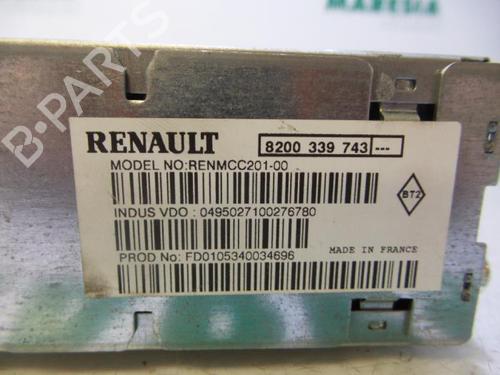 MARESIA
B-PARTS
RENAULT
8200 339 743---
MODEL NO:RENMCC201-00
BT2
INDUS VDO : 0495027100276780
MADE IN FRANCE
PROD No: FD0105340034696